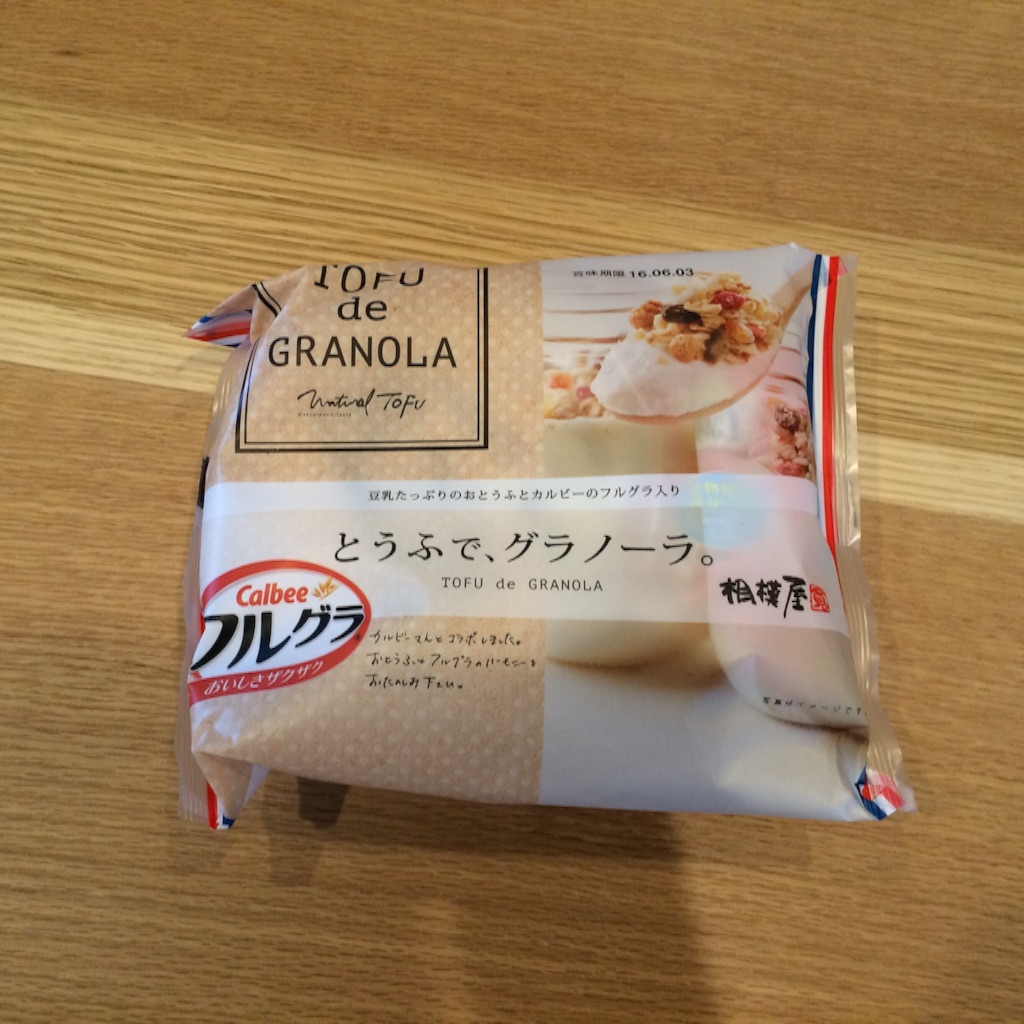 TOFU
de
GRANOLA
Natural TOFU
賞味期限 16.06.03
豆乳たっぷりのおとうふとカルビーのフルグラ入り
とうふで、グラノーラ。
TOFU de GRANOLA
相模屋
Calbee
フルグラ
おいしさザクザク
カルビーさんとコラボしました。
おとうふとフルグラのハーモニーを
おたのしみ下さい。
写真はイメージです